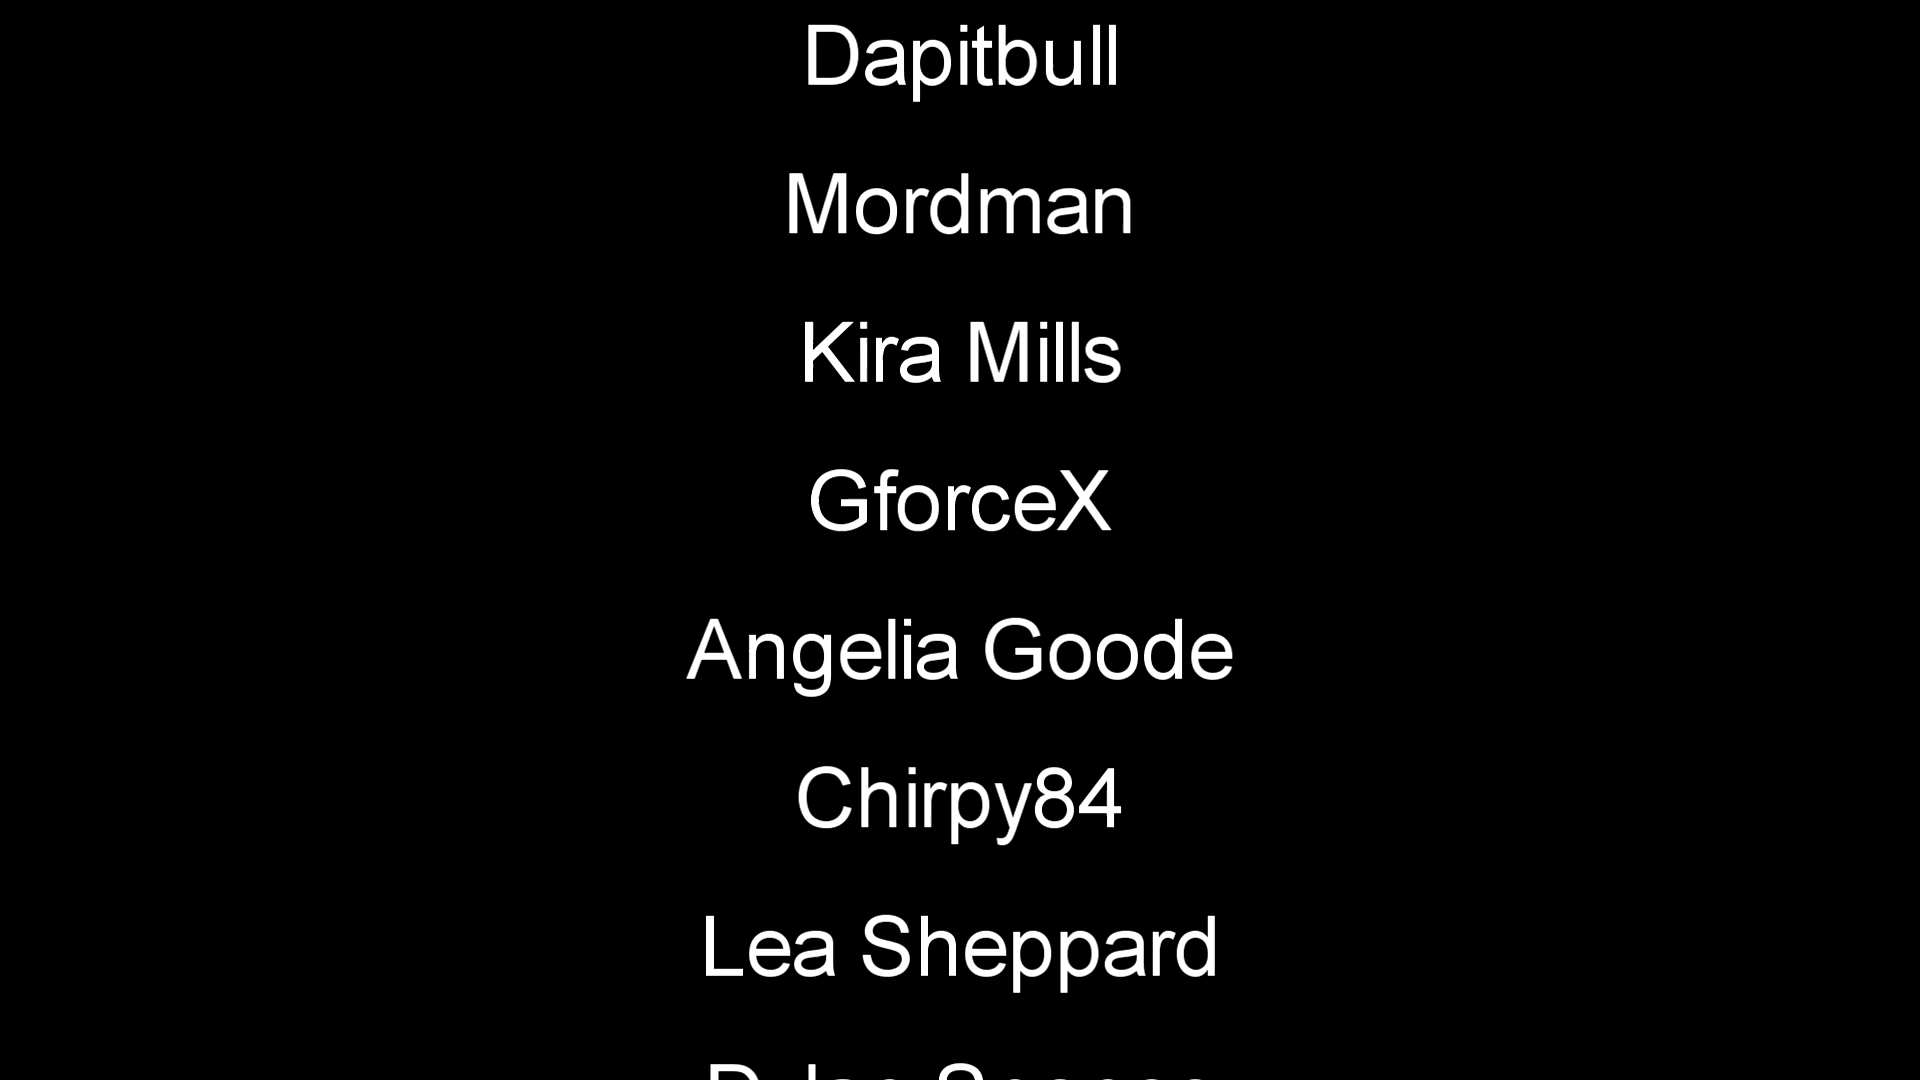 Dapitbull
Mordman
Kira Mills
GforceX
Angelia Goode
Chirpy84
Lea Sheppard